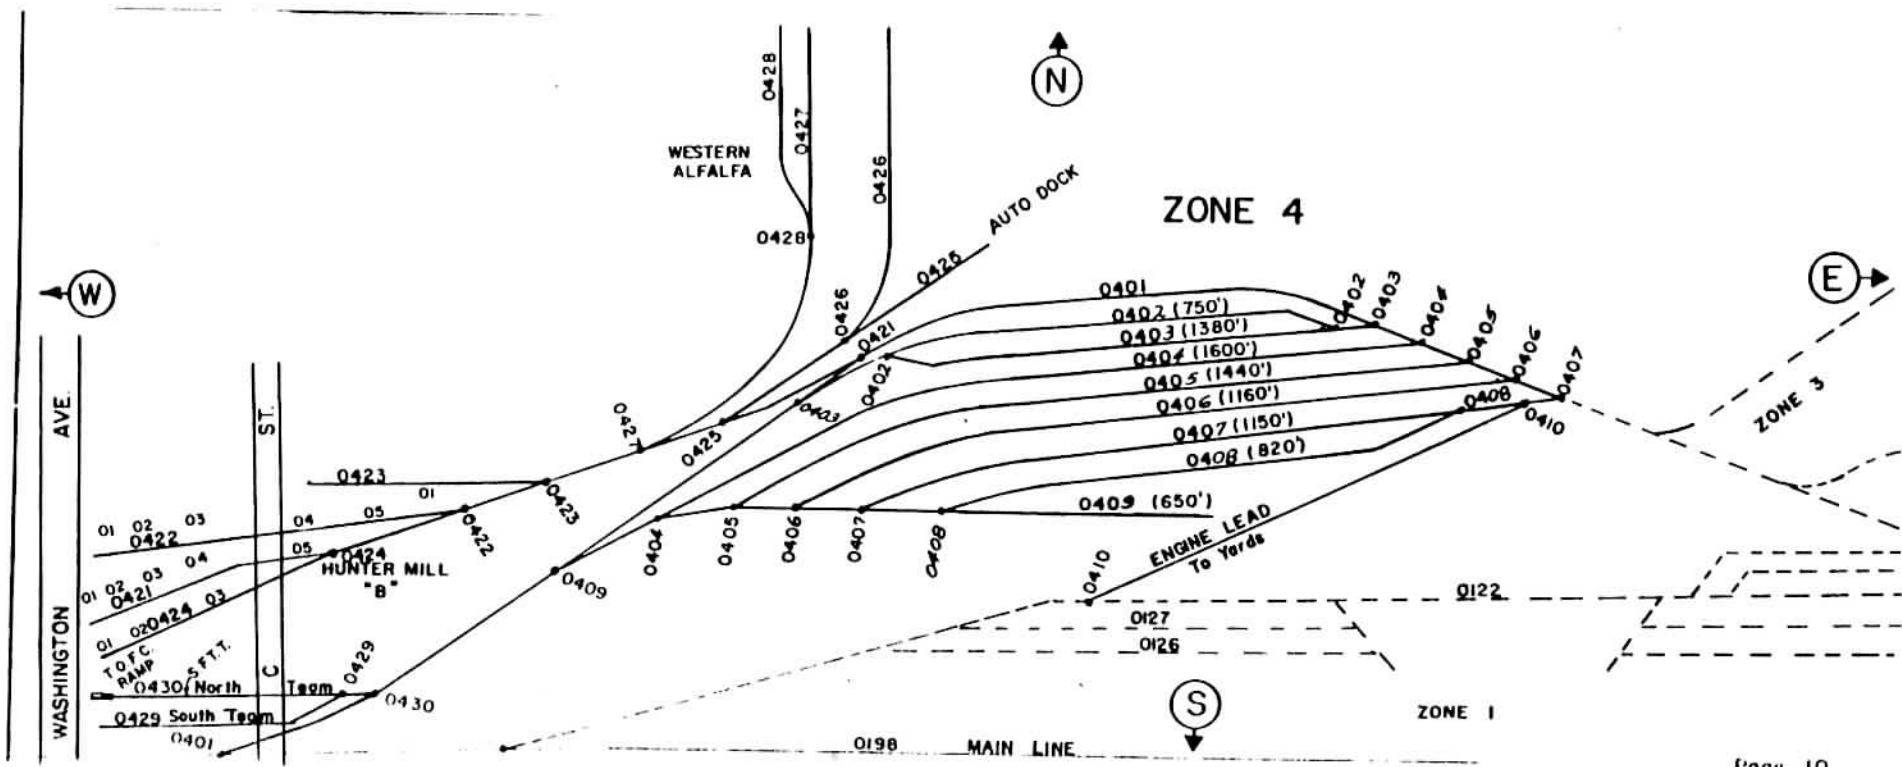 N
0428
0427
0426
WESTERN
ALFALFA
AUTO DOCK
ZONE 4
0428
0425
E
W
0426
0421
0401
0402 (750')
0403 (1380')
0404 (1600')
0405 (1440')
0406 (1160')
0407 (1150')
0408 (820')
0409 (650')
0402
0403
0404
0405
0406
0407
0408
0410
ZONE 3
0402
0403
0425
0427
0423
01
0423
0422
01 02 03 04 05
0422
01 02 03 04 05
0421
0424
HUNTER MILL
"B"
01 02 0424 03
T.O.F.C.
RAMP
S.F.T.T.
0430 North Team
0429 South Team
0401
0429
0430
0409
0404
0405
0406
0407
0408
ENGINE LEAD
To Yards
0410
0122
0127
0126
S
ZONE 1
0198 MAIN LINE
WASHINGTON AVE.
C ST.
Page 10